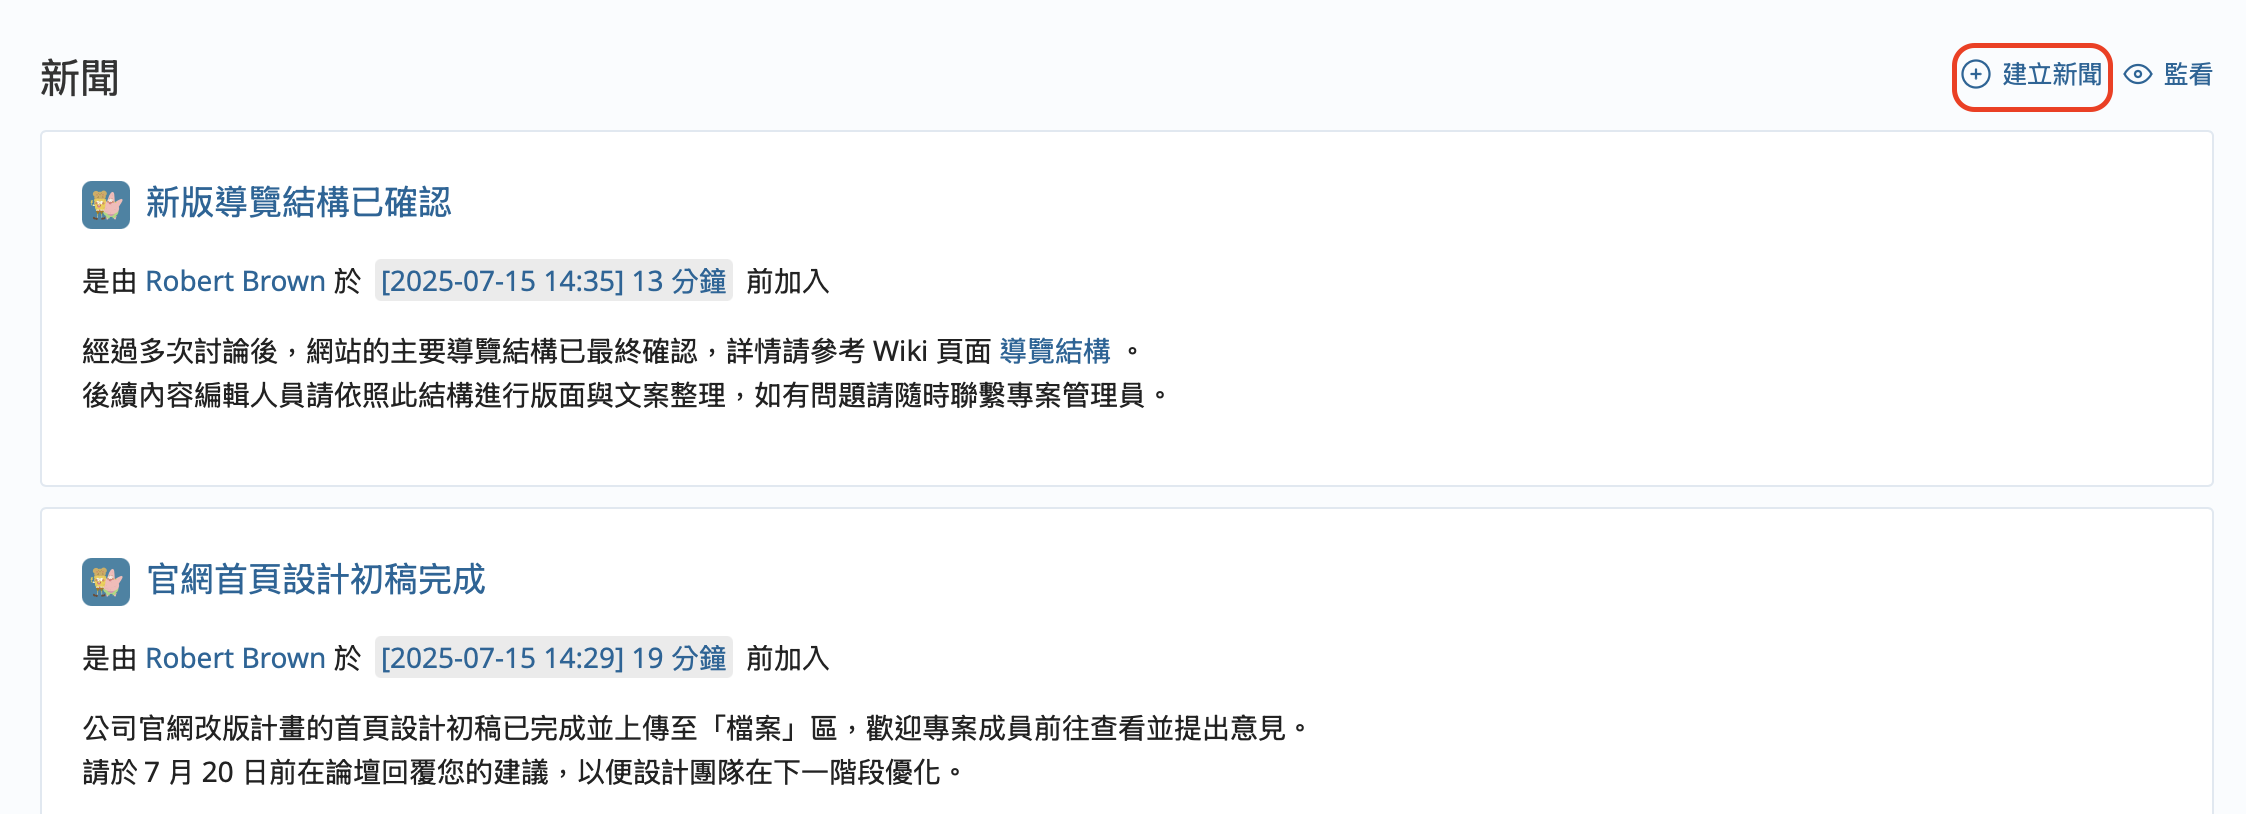 新聞
建立新聞 監看
新版導覽結構已確認
是由 Robert Brown 於 [2025-07-15 14:35] 13 分鐘 前加入
經過多次討論後，網站的主要導覽結構已最終確認，詳情請參考 Wiki 頁面 導覽結構 。
後續內容編輯人員請依照此結構進行版面與文案整理，如有問題請隨時聯繫專案管理員。
官網首頁設計初稿完成
是由 Robert Brown 於 [2025-07-15 14:29] 19 分鐘 前加入
公司官網改版計畫的首頁設計初稿已完成並上傳至「檔案」區，歡迎專案成員前往查看並提出意見。
請於 7 月 20 日前在論壇回覆您的建議，以便設計團隊在下一階段優化。